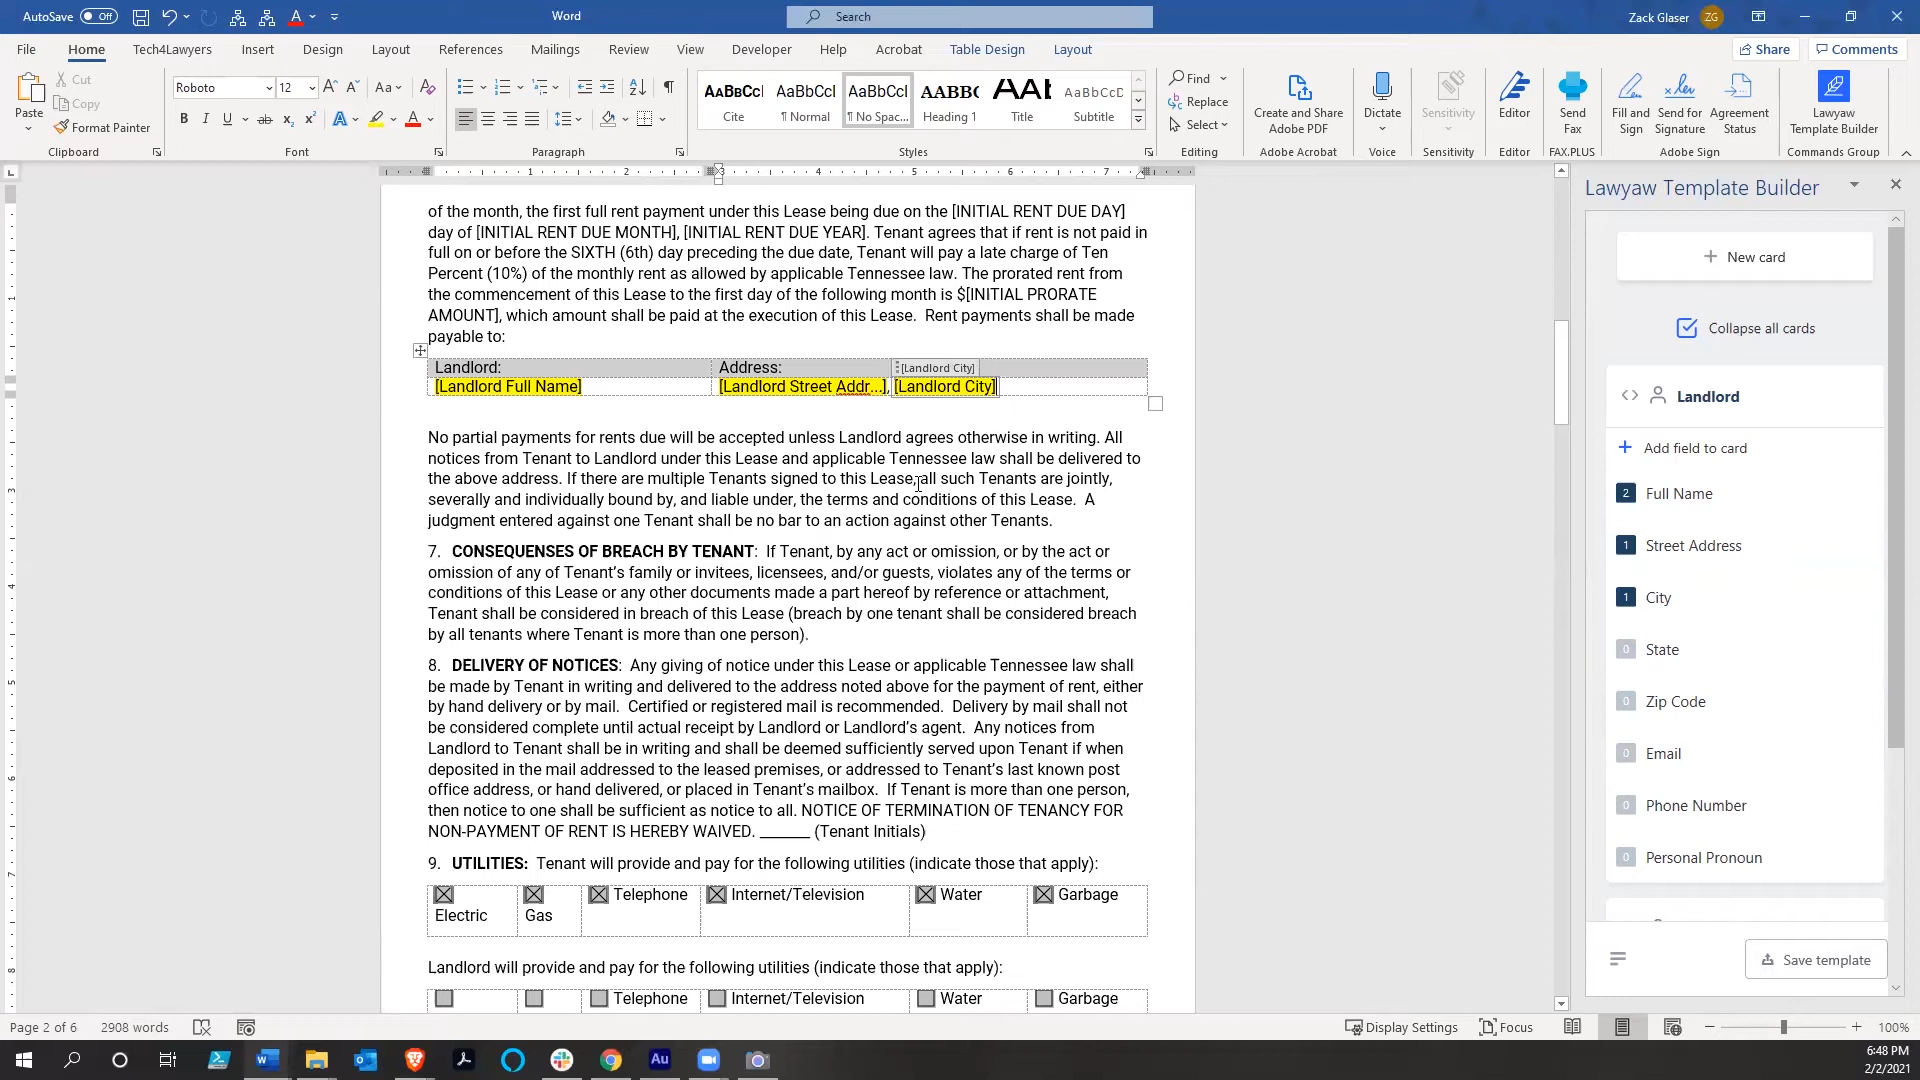 AutoSave Off
Word
Search
Zack Glaser
ZG
File Home Tech4Lawyers Insert Design Layout References Mailings Review View Developer Help Acrobat Table Design Layout
Share Comments
Paste
Cut
Copy
Format Painter
Clipboard
Roboto 12
Font
Paragraph
AaBbCcI AaBbCcI AaBbCcI AABBC AAI AaBbCcD
Cite ¶ Normal ¶ No Spac... Heading 1 Title Subtitle
Styles
Find
Replace
Select
Editing
Create and Share
Adobe PDF
Adobe Acrobat
Dictate
Voice
Sensitivity
Sensitivity
Editor
Editor
Send
Fax
FAX.PLUS
Fill and
Sign
Send for
Signature
Agreement
Status
Adobe Sign
Lawyaw
Template Builder
Commands Group
1 2 3 4 5 6 7
of the month, the first full rent payment under this Lease being due on the [INITIAL RENT DUE DAY]
day of [INITIAL RENT DUE MONTH], [INITIAL RENT DUE YEAR]. Tenant agrees that if rent is not paid in
full on or before the SIXTH (6th) day preceding the due date, Tenant will pay a late charge of Ten
Percent (10%) of the monthly rent as allowed by applicable Tennessee law. The prorated rent from
the commencement of this Lease to the first day of the following month is $[INITIAL PRORATE
AMOUNT], which amount shall be paid at the execution of this Lease.  Rent payments shall be made
payable to:
Landlord: Address: [Landlord City]
[Landlord Full Name] [Landlord Street Addr...], [Landlord City]
No partial payments for rents due will be accepted unless Landlord agrees otherwise in writing. All
notices from Tenant to Landlord under this Lease and applicable Tennessee law shall be delivered to
the above address. If there are multiple Tenants signed to this Lease, all such Tenants are jointly,
severally and individually bound by, and liable under, the terms and conditions of this Lease.  A
judgment entered against one Tenant shall be no bar to an action against other Tenants.
7. CONSEQUENSES OF BREACH BY TENANT:  If Tenant, by any act or omission, or by the act or
omission of any of Tenant's family or invitees, licensees, and/or guests, violates any of the terms or
conditions of this Lease or any other documents made a part hereof by reference or attachment,
Tenant shall be considered in breach of this Lease (breach by one tenant shall be considered breach
by all tenants where Tenant is more than one person).
8. DELIVERY OF NOTICES:  Any giving of notice under this Lease or applicable Tennessee law shall
be made by Tenant in writing and delivered to the address noted above for the payment of rent, either
by hand delivery or by mail.  Certified or registered mail is recommended.  Delivery by mail shall not
be considered complete until actual receipt by Landlord or Landlord's agent.  Any notices from
Landlord to Tenant shall be in writing and shall be deemed sufficiently served upon Tenant if when
deposited in the mail addressed to the leased premises, or addressed to Tenant's last known post
office address, or hand delivered, or placed in Tenant's mailbox.  If Tenant is more than one person,
then notice to one shall be sufficient as notice to all. NOTICE OF TERMINATION OF TENANCY FOR
NON-PAYMENT OF RENT IS HEREBY WAIVED. _______ (Tenant Initials)
9. UTILITIES:  Tenant will provide and pay for the following utilities (indicate those that apply):
☒ Electric ☒ Gas ☒ Telephone ☒ Internet/Television ☒ Water ☒ Garbage
Landlord will provide and pay for the following utilities (indicate those that apply):
Telephone Internet/Television Water Garbage
Lawyaw Template Builder
+ New card
Collapse all cards
Landlord
+ Add field to card
2 Full Name
1 Street Address
1 City
0 State
0 Zip Code
0 Email
0 Phone Number
0 Personal Pronoun
Save template
Page 2 of 6 2908 words
Display Settings Focus
100%
6:48 PM
2/2/2021